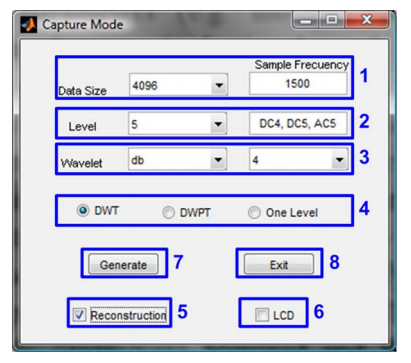 Capture Mode
Sample Frecuency
Data Size 4096 1500 1
Level 5 DC4, DC5, AC5 2
Wavelet db 4 3
DWT DWPT One Level 4
Generate 7 Exit 8
Reconstruction 5 LCD 6